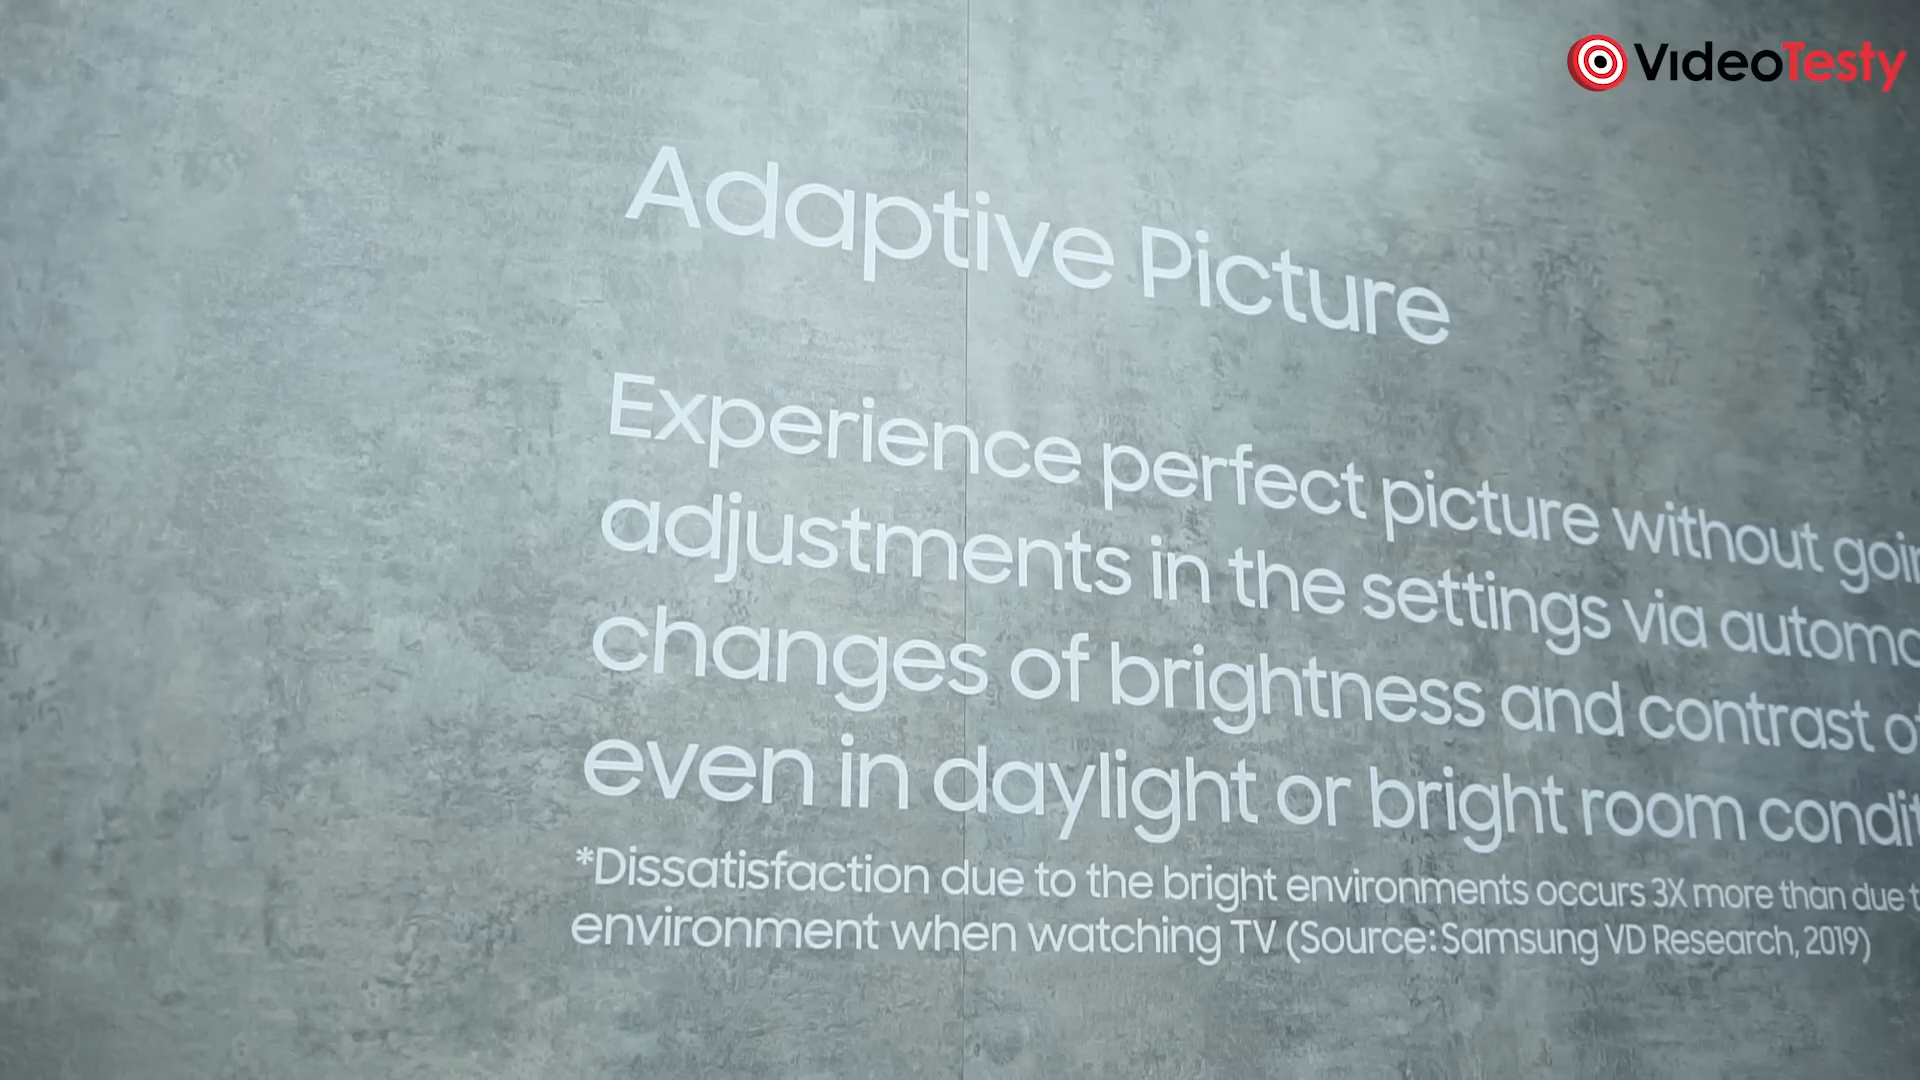 VideoTesty
Adaptive Picture
Experience perfect picture without
adjustments in the settings via
changes of brightness and contrast
even in daylight or bright room
*Dissatisfaction due to the bright environments occurs 3X more than due
environment when watching TV (Source: Samsung VD Research, 2019)